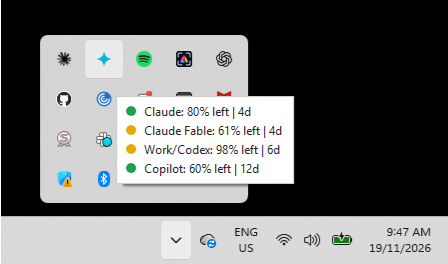 Claude: 80% left | 4d
Claude Fable: 61% left | 4d
Work/Codex: 98% left | 6d
Copilot: 60% left | 12d
ENG
US
9:47 AM
19/11/2026